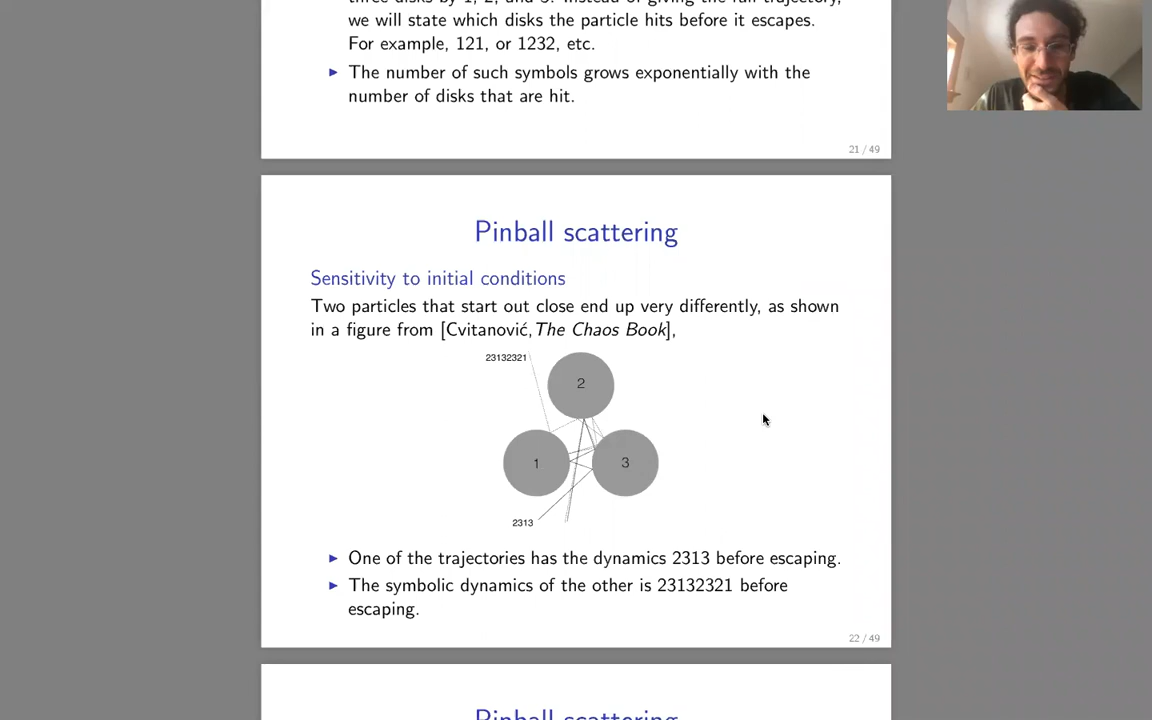 three disks by 1, 2, and 3. Instead of giving the full trajectory,
we will state which disks the particle hits before it escapes.
For example, 121, or 1232, etc.
► The number of such symbols grows exponentially with the
number of disks that are hit.
21 / 49
Pinball scattering
Sensitivity to initial conditions
Two particles that start out close end up very differently, as shown
in a figure from [Cvitanović, The Chaos Book],
23132321
2
1
3
2313
► One of the trajectories has the dynamics 2313 before escaping.
► The symbolic dynamics of the other is 23132321 before
escaping.
22 / 49
Pinball scattering